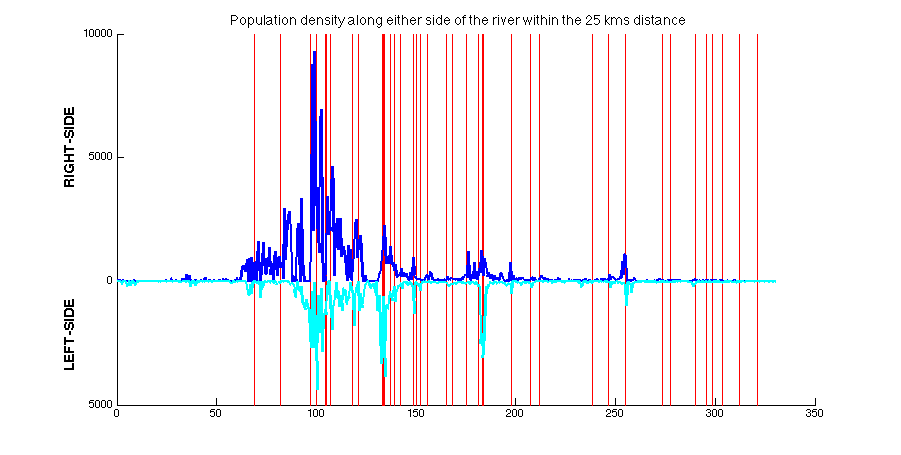 Population density along either side of the river within the 25 kms distance
10000
5000
0
5000
RIGHT-SIDE
LEFT-SIDE
0 50 100 150 200 250 300 350